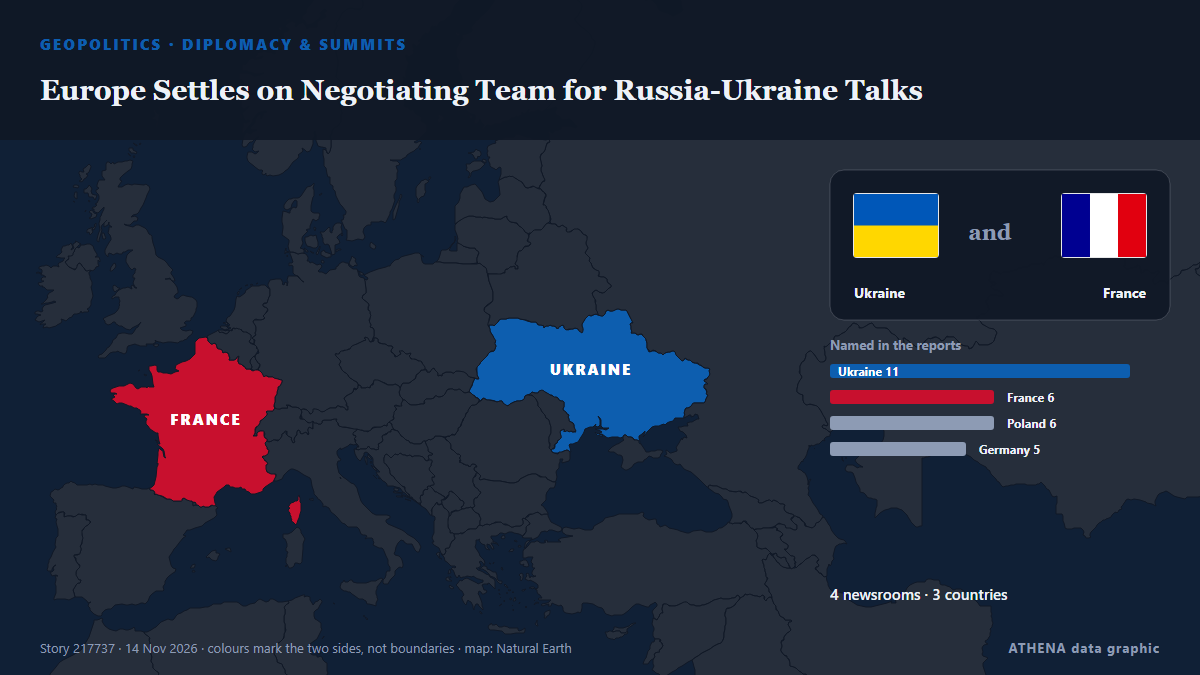 GEOPOLITICS · DIPLOMACY & SUMMITS
Europe Settles on Negotiating Team for Russia-Ukraine Talks
and
Ukraine
France
Named in the reports
Ukraine 11
France 6
Poland 6
Germany 5
UKRAINE
FRANCE
4 newsrooms · 3 countries
Story 217737 · 14 Nov 2026 · colours mark the two sides, not boundaries · map: Natural Earth
ATHENA data graphic